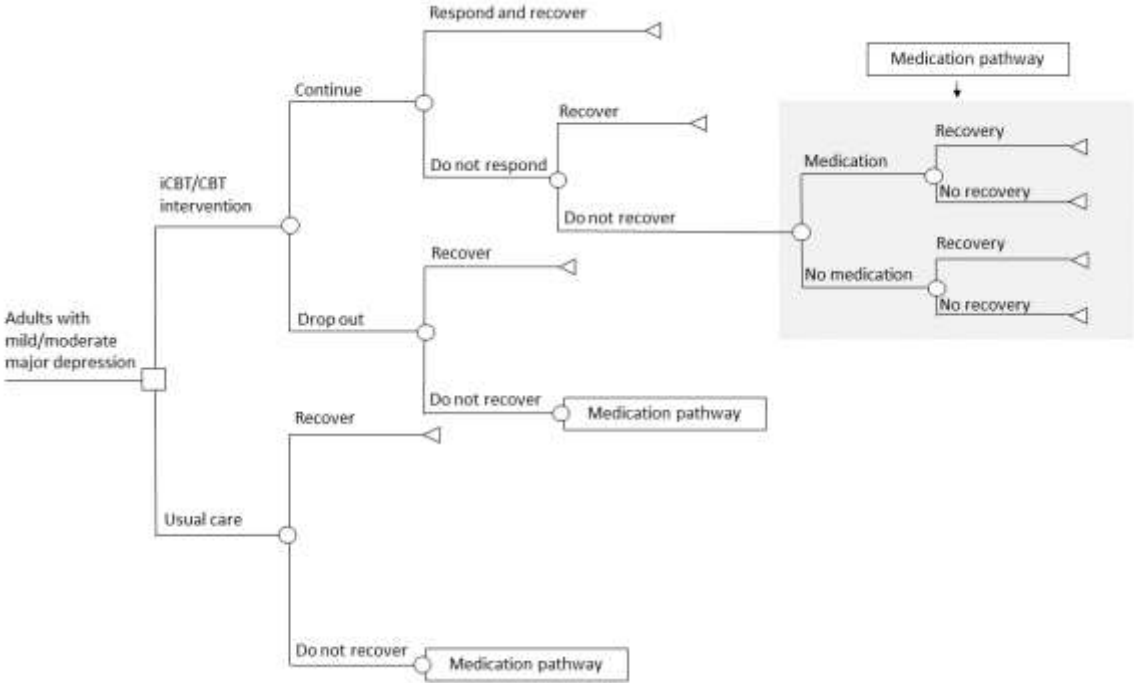 Respond and recover
Medication pathway
Continue
Recover
Recovery
Do not respond
Medication
iCBT/CBT
intervention
No recovery
Do not recover
Recover
Recovery
No medication
No recovery
Drop out
Adults with
mild/moderate
major depression
Do not recover
Medication pathway
Recover
Usual care
Do not recover
Medication pathway